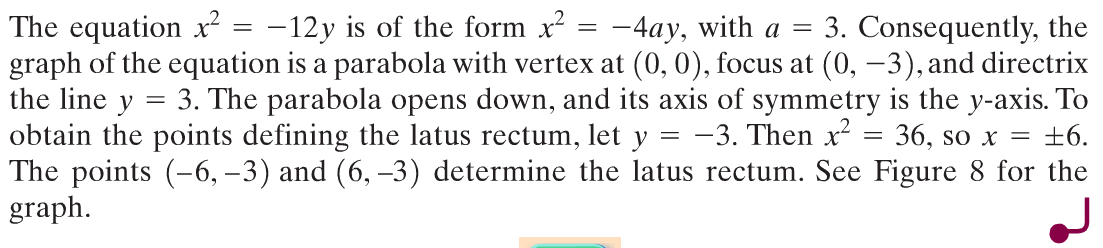 The equation x² = −12y is of the form x² = −4ay, with a = 3. Consequently, the
graph of the equation is a parabola with vertex at (0, 0), focus at (0, −3), and directrix
the line y = 3. The parabola opens down, and its axis of symmetry is the y-axis. To
obtain the points defining the latus rectum, let y = −3. Then x² = 36, so x = ±6.
The points (−6, −3) and (6, −3) determine the latus rectum. See Figure 8 for the
graph.